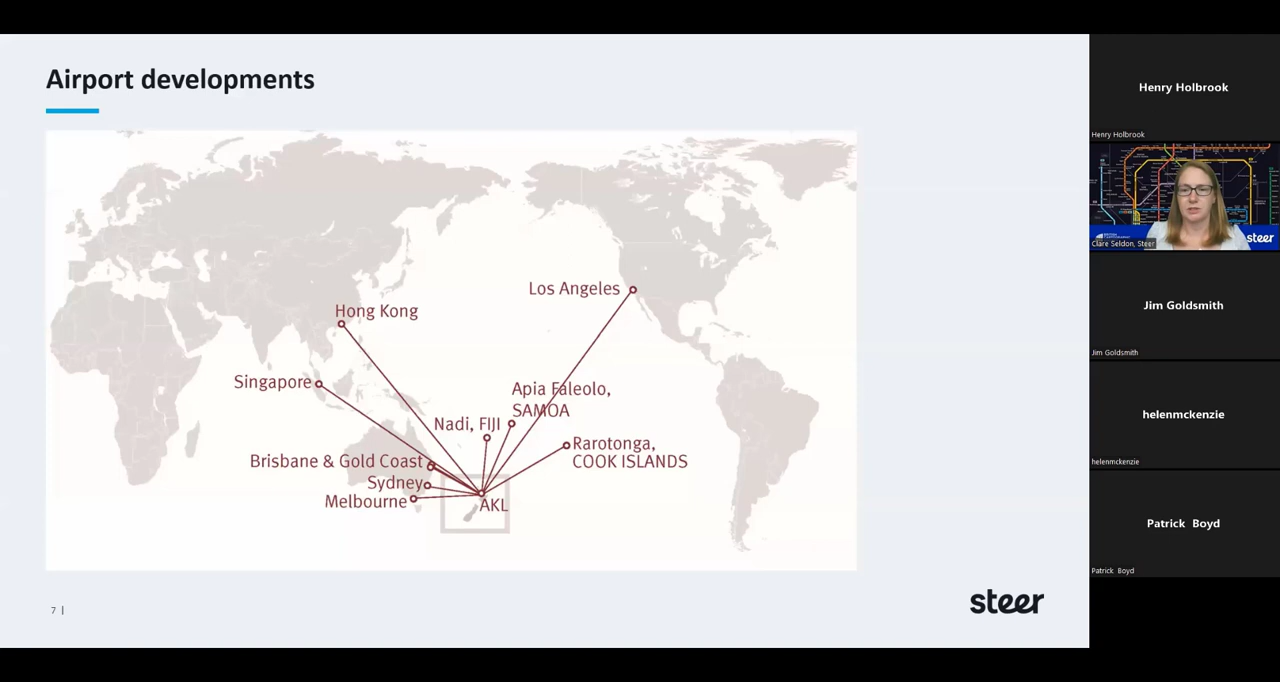 Airport developments
Hong Kong
Los Angeles
Singapore
Apia Faleolo,
SAMOA
Nadi, FIJI
Rarotonga,
COOK ISLANDS
Brisbane & Gold Coast
Sydney
Melbourne
AKL
7 |
steer
Henry Holbrook
Henry Holbrook
steer
Clare Seldon, Steer
Jim Goldsmith
Jim Goldsmith
helenmckenzie
helenmckenzie
Patrick Boyd
Patrick Boyd